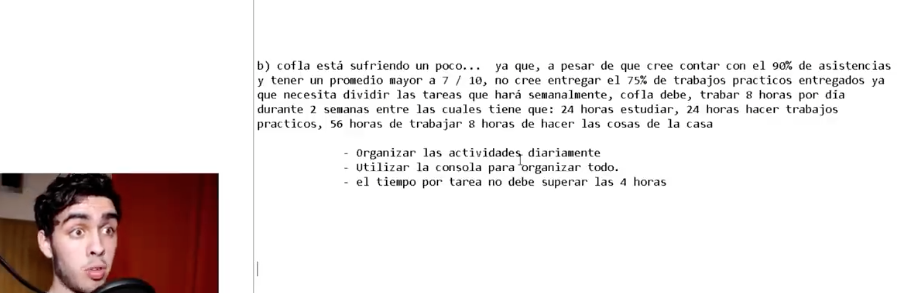 b) cofla está sufriendo un poco... ya que, a pesar de que cree contar con el 90% de asistencias
y tener un promedio mayor a 7 / 10, no cree entregar el 75% de trabajos practicos entregados ya
que necesita dividir las tareas que hará semanalmente, cofla debe, trabar 8 horas por dia
durante 2 semanas entre las cuales tiene que: 24 horas estudiar, 24 horas hacer trabajos
practicos, 56 horas de trabajar 8 horas de hacer las cosas de la casa
- Organizar las actividades diariamente
- Utilizar la consola para organizar todo.
- el tiempo por tarea no debe superar las 4 horas